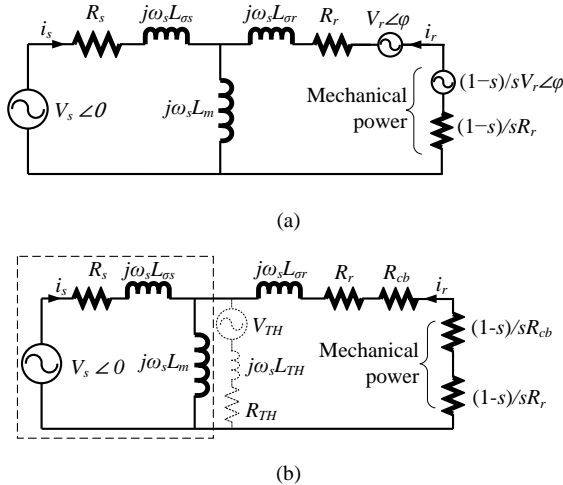 i_s R_s jω_sL_σs jω_sL_σr R_r V_r∠φ i_r
V_s ∠0 jω_sL_m Mechanical power (1−s)/sV_r∠φ
(1−s)/sR_r
(a)
i_s R_s jω_sL_σs jω_sL_σr R_r R_cb i_r
V_s ∠ 0 jω_sL_m V_TH Mechanical power (1-s)/sR_cb
jω_sL_TH
R_TH (1-s)/sR_r
(b)